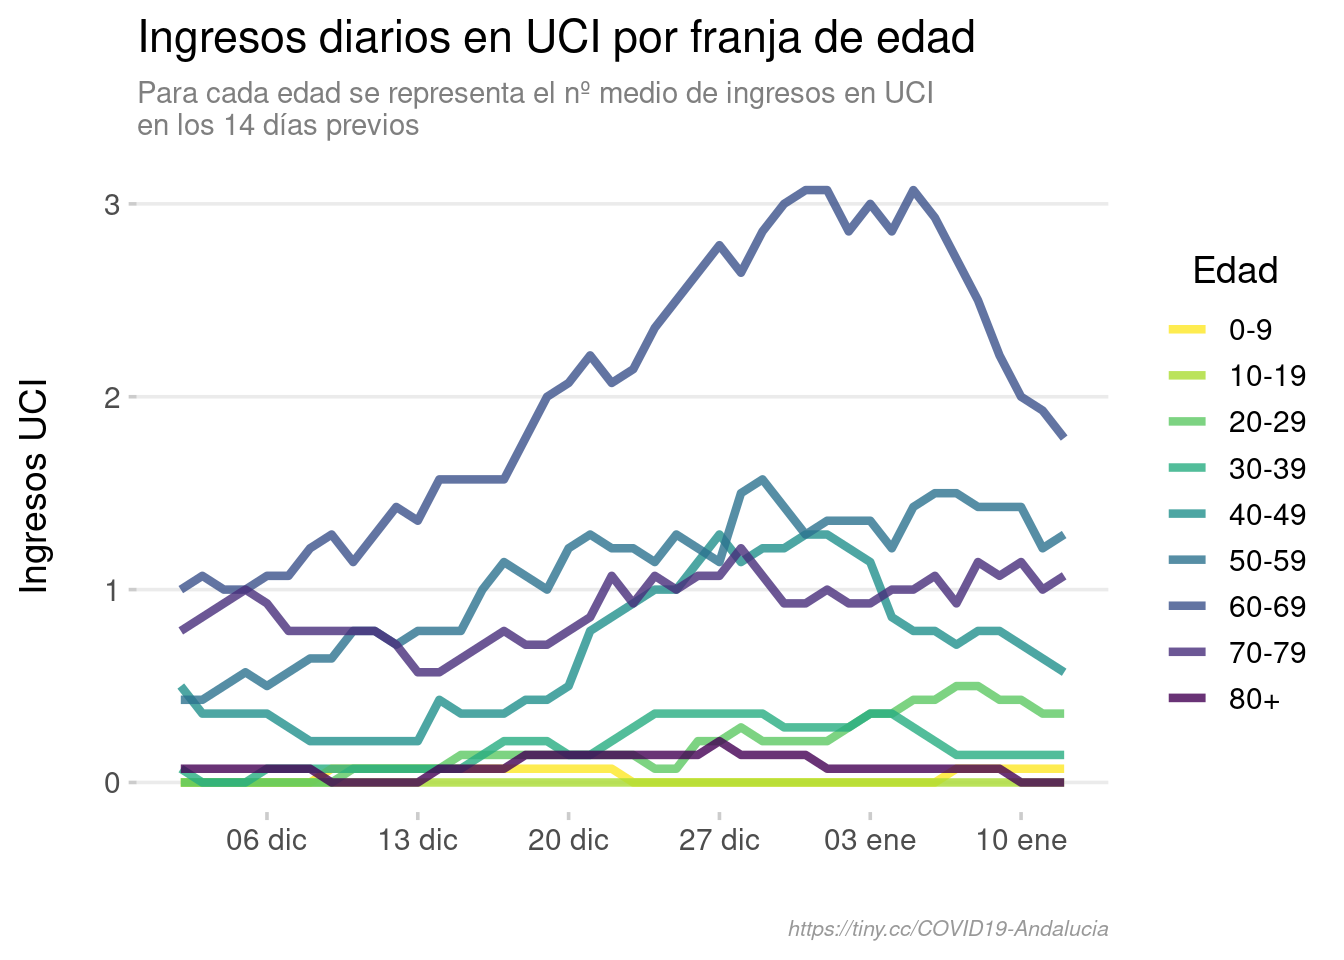 Ingresos diarios en UCI por franja de edad
Para cada edad se representa el nº medio de ingresos en UCI
en los 14 días previos
Ingresos UCI
3
2
1
0
06 dic
13 dic
20 dic
27 dic
03 ene
10 ene
Edad
0-9
10-19
20-29
30-39
40-49
50-59
60-69
70-79
80+
https://tiny.cc/COVID19-Andalucia